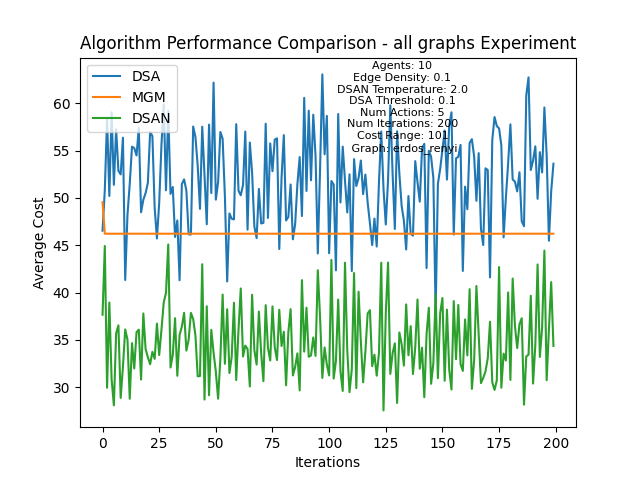 Algorithm Performance Comparison - all graphs Experiment
DSA
MGM
DSAN
Agents: 10
Edge Density: 0.1
DSAN Temperature: 2.0
DSA Threshold: 0.1
Num Actions: 5
Num Iterations: 200
Cost Range: 101
Graph: erdos_renyi
Average Cost
60
55
50
45
40
35
30
0
25
50
75
100
125
150
175
200
Iterations